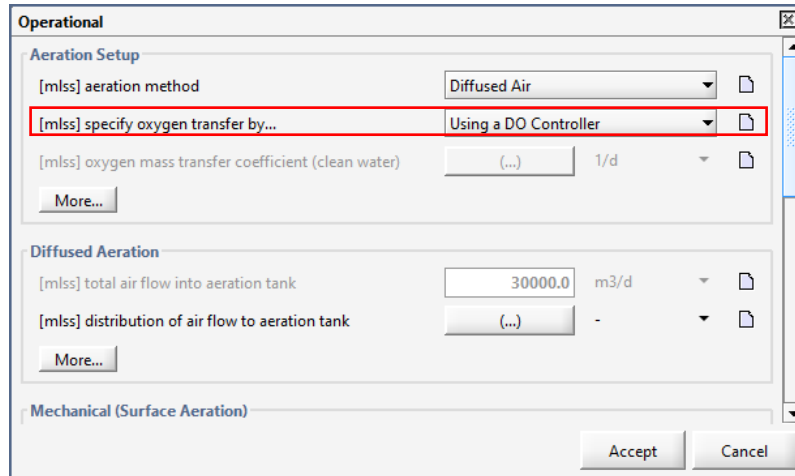 Operational
Aeration Setup
[mlss] aeration method Diffused Air
[mlss] specify oxygen transfer by... Using a DO Controller
[mlss] oxygen mass transfer coefficient (clean water) (...) 1/d
More...
Diffused Aeration
[mlss] total air flow into aeration tank 30000.0 m3/d
[mlss] distribution of air flow to aeration tank (...) -
More...
Mechanical (Surface Aeration)
Accept Cancel